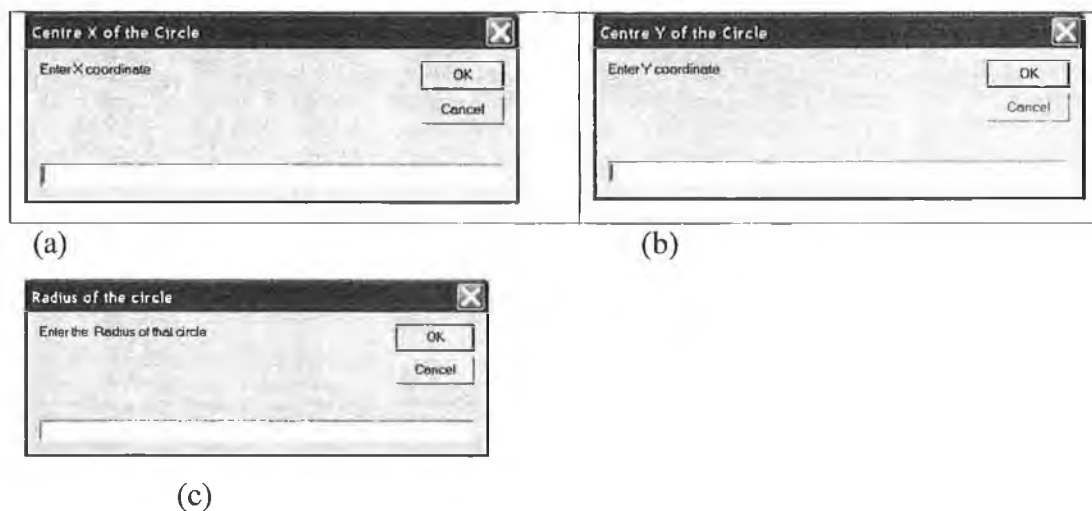 Centre X of the Circle
Enter X coordinate
OK
Cancel
(a)
Centre Y of the Circle
Enter Y coordinate
OK
Cancel
(b)
Radius of the circle
Enter the Radius of that circle
OK
Cancel
(c)